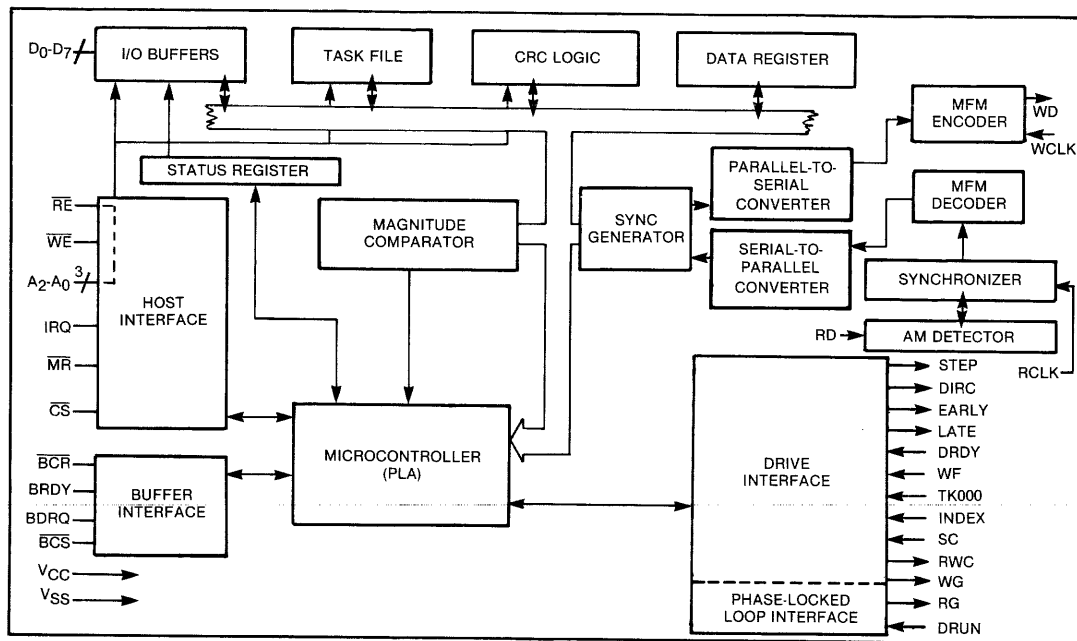 D0-D7
I/O BUFFERS
TASK FILE
CRC LOGIC
DATA REGISTER
MFM
ENCODER
WD
WCLK
STATUS REGISTER
PARALLEL-TO-
SERIAL
CONVERTER
MFM
DECODER
RE
WE
A2-A0
3
IRQ
MR
CS
HOST
INTERFACE
MAGNITUDE
COMPARATOR
SYNC
GENERATOR
SERIAL-TO-
PARALLEL
CONVERTER
SYNCHRONIZER
RD
AM DETECTOR
RCLK
MICROCONTROLLER
(PLA)
BCR
BRDY
BDRQ
BCS
BUFFER
INTERFACE
VCC
VSS
DRIVE
INTERFACE
PHASE-LOCKED
LOOP INTERFACE
STEP
DIRC
EARLY
LATE
DRDY
WF
TK000
INDEX
SC
RWC
WG
RG
DRUN